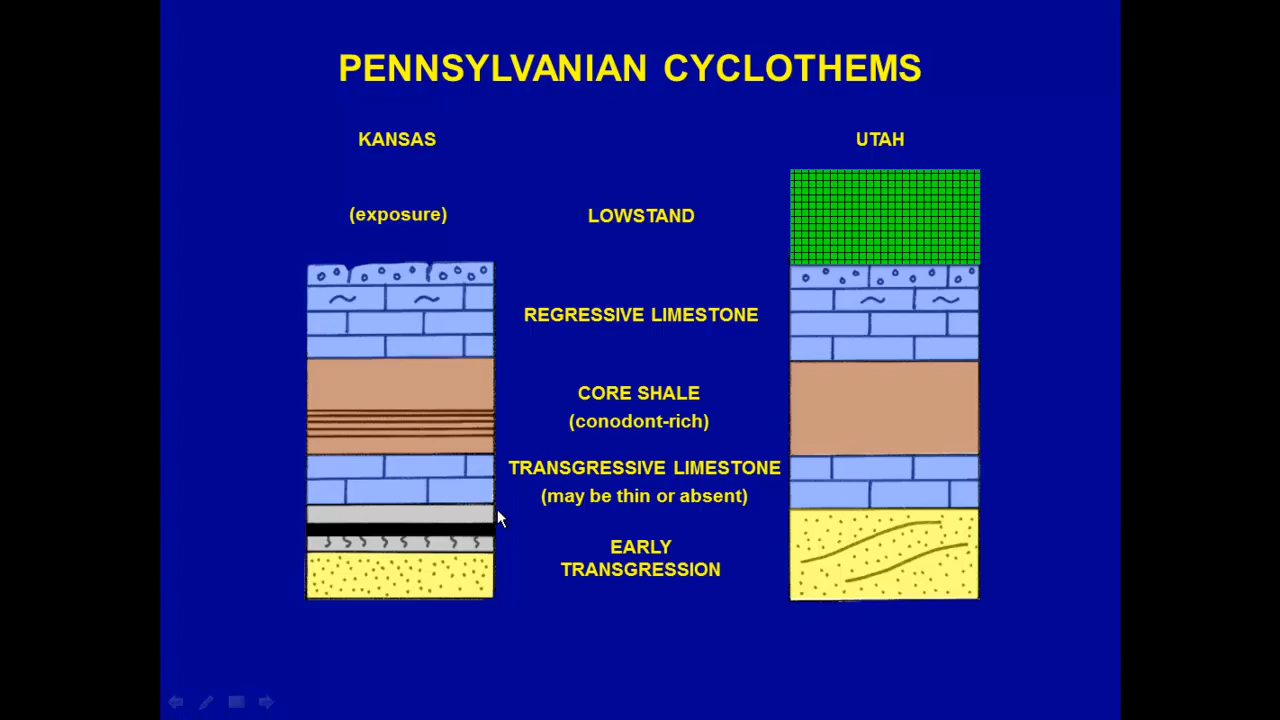 PENNSYLVANIAN CYCLOTHEMS
KANSAS
UTAH
(exposure)
LOWSTAND
REGRESSIVE LIMESTONE
CORE SHALE
(conodont-rich)
TRANSGRESSIVE LIMESTONE
(may be thin or absent)
EARLY
TRANSGRESSION